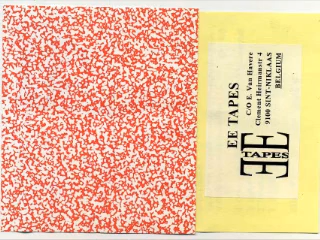 EE TAPES
C/O E. Van Havere
Clement Heirmanstr 4
9100 SINT-NIKLAAS
BELGIUM
EE
TAPES